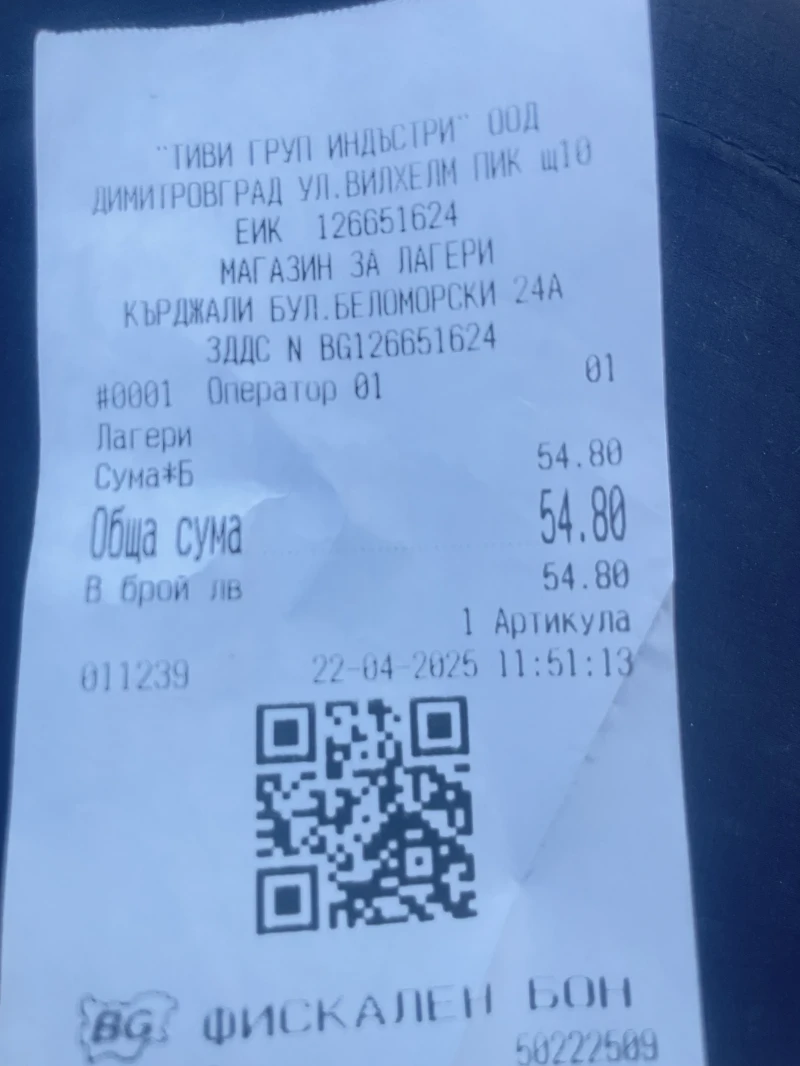 "ТИВИ ГРУП ИНДЪСТРИ" ООД
ДИМИТРОВГРАД УЛ.ВИЛХЕЛМ ПИК щ10
ЕИК 126651624
МАГАЗИН ЗА ЛАГЕРИ
КЪРДЖАЛИ БУЛ.БЕЛОМОРСКИ 24А
ЗДДС N BG126651624
#0001 Оператор 01 01
Лагери
Сума*Б 54.80
Обща сума 54.80
В брой лв 54.80
1 Артикула
011239 22-04-2025 11:51:13
BG ФИСКАЛЕН БОН
50222509